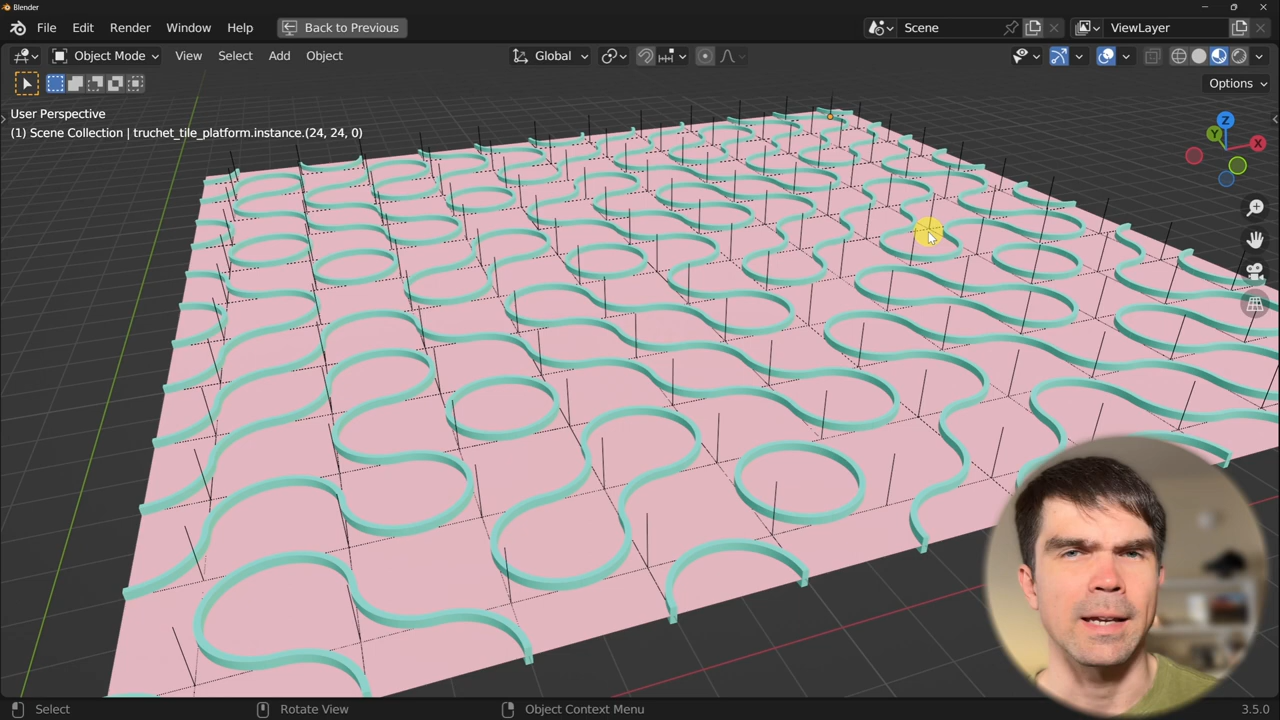 Blender
File Edit Render Window Help Back to Previous Scene ViewLayer
Object Mode View Select Add Object Global
Options
User Perspective
(1) Scene Collection | truchet_tile_platform.instance.(24, 24, 0)
Z
Y
X
Select Rotate View Object Context Menu 3.5.0